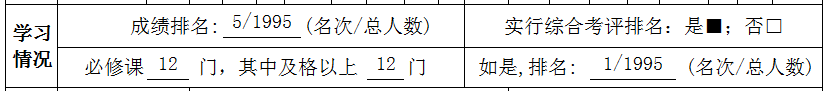 学习情况
成绩排名: 5/1995 (名次/总人数) 实行综合考评排名: 是■; 否□
必修课 12 门，其中及格以上 12 门 如是,排名: 1/1995 (名次/总人数)